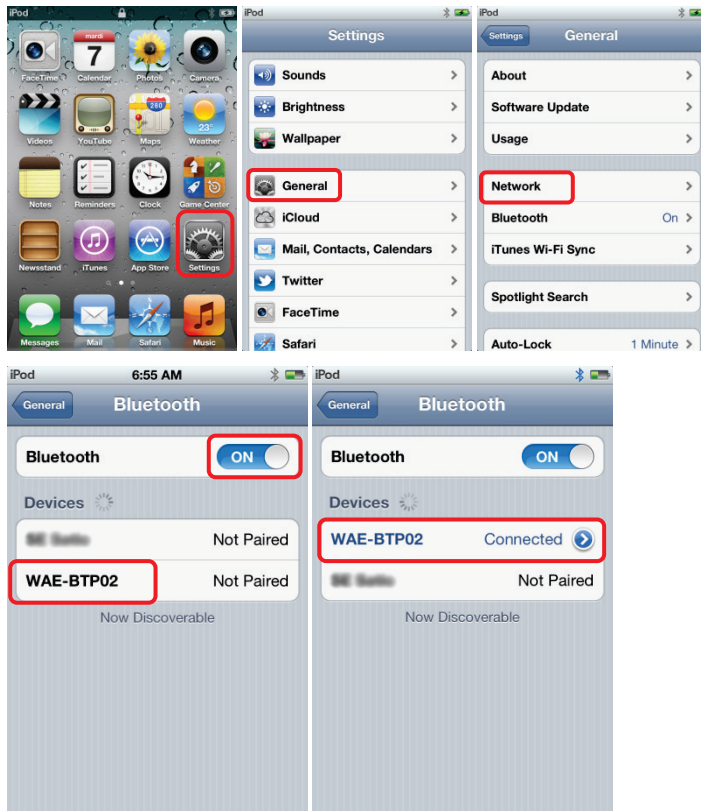 iPod
mardi
7
280
23°
FaceTime
Calendar
Photos
Camera
Videos
YouTube
Maps
Weather
Notes
Reminders
Clock
Game Center
Newsstand
iTunes
App Store
Settings
Messages
Mail
Safari
Music
iPod
Settings
Sounds
Brightness
Wallpaper
General
iCloud
Mail, Contacts, Calendars
Twitter
FaceTime
Safari
iPod
Settings General
About
Software Update
Usage
Network
Bluetooth On
iTunes Wi-Fi Sync
Spotlight Search
Auto-Lock 1 Minute
iPod 6:55 AM
General Bluetooth
Bluetooth ON
Devices
Not Paired
WAE-BTP02 Not Paired
Now Discoverable
iPod
General Bluetooth
Bluetooth ON
Devices
WAE-BTP02 Connected
Not Paired
Now Discoverable